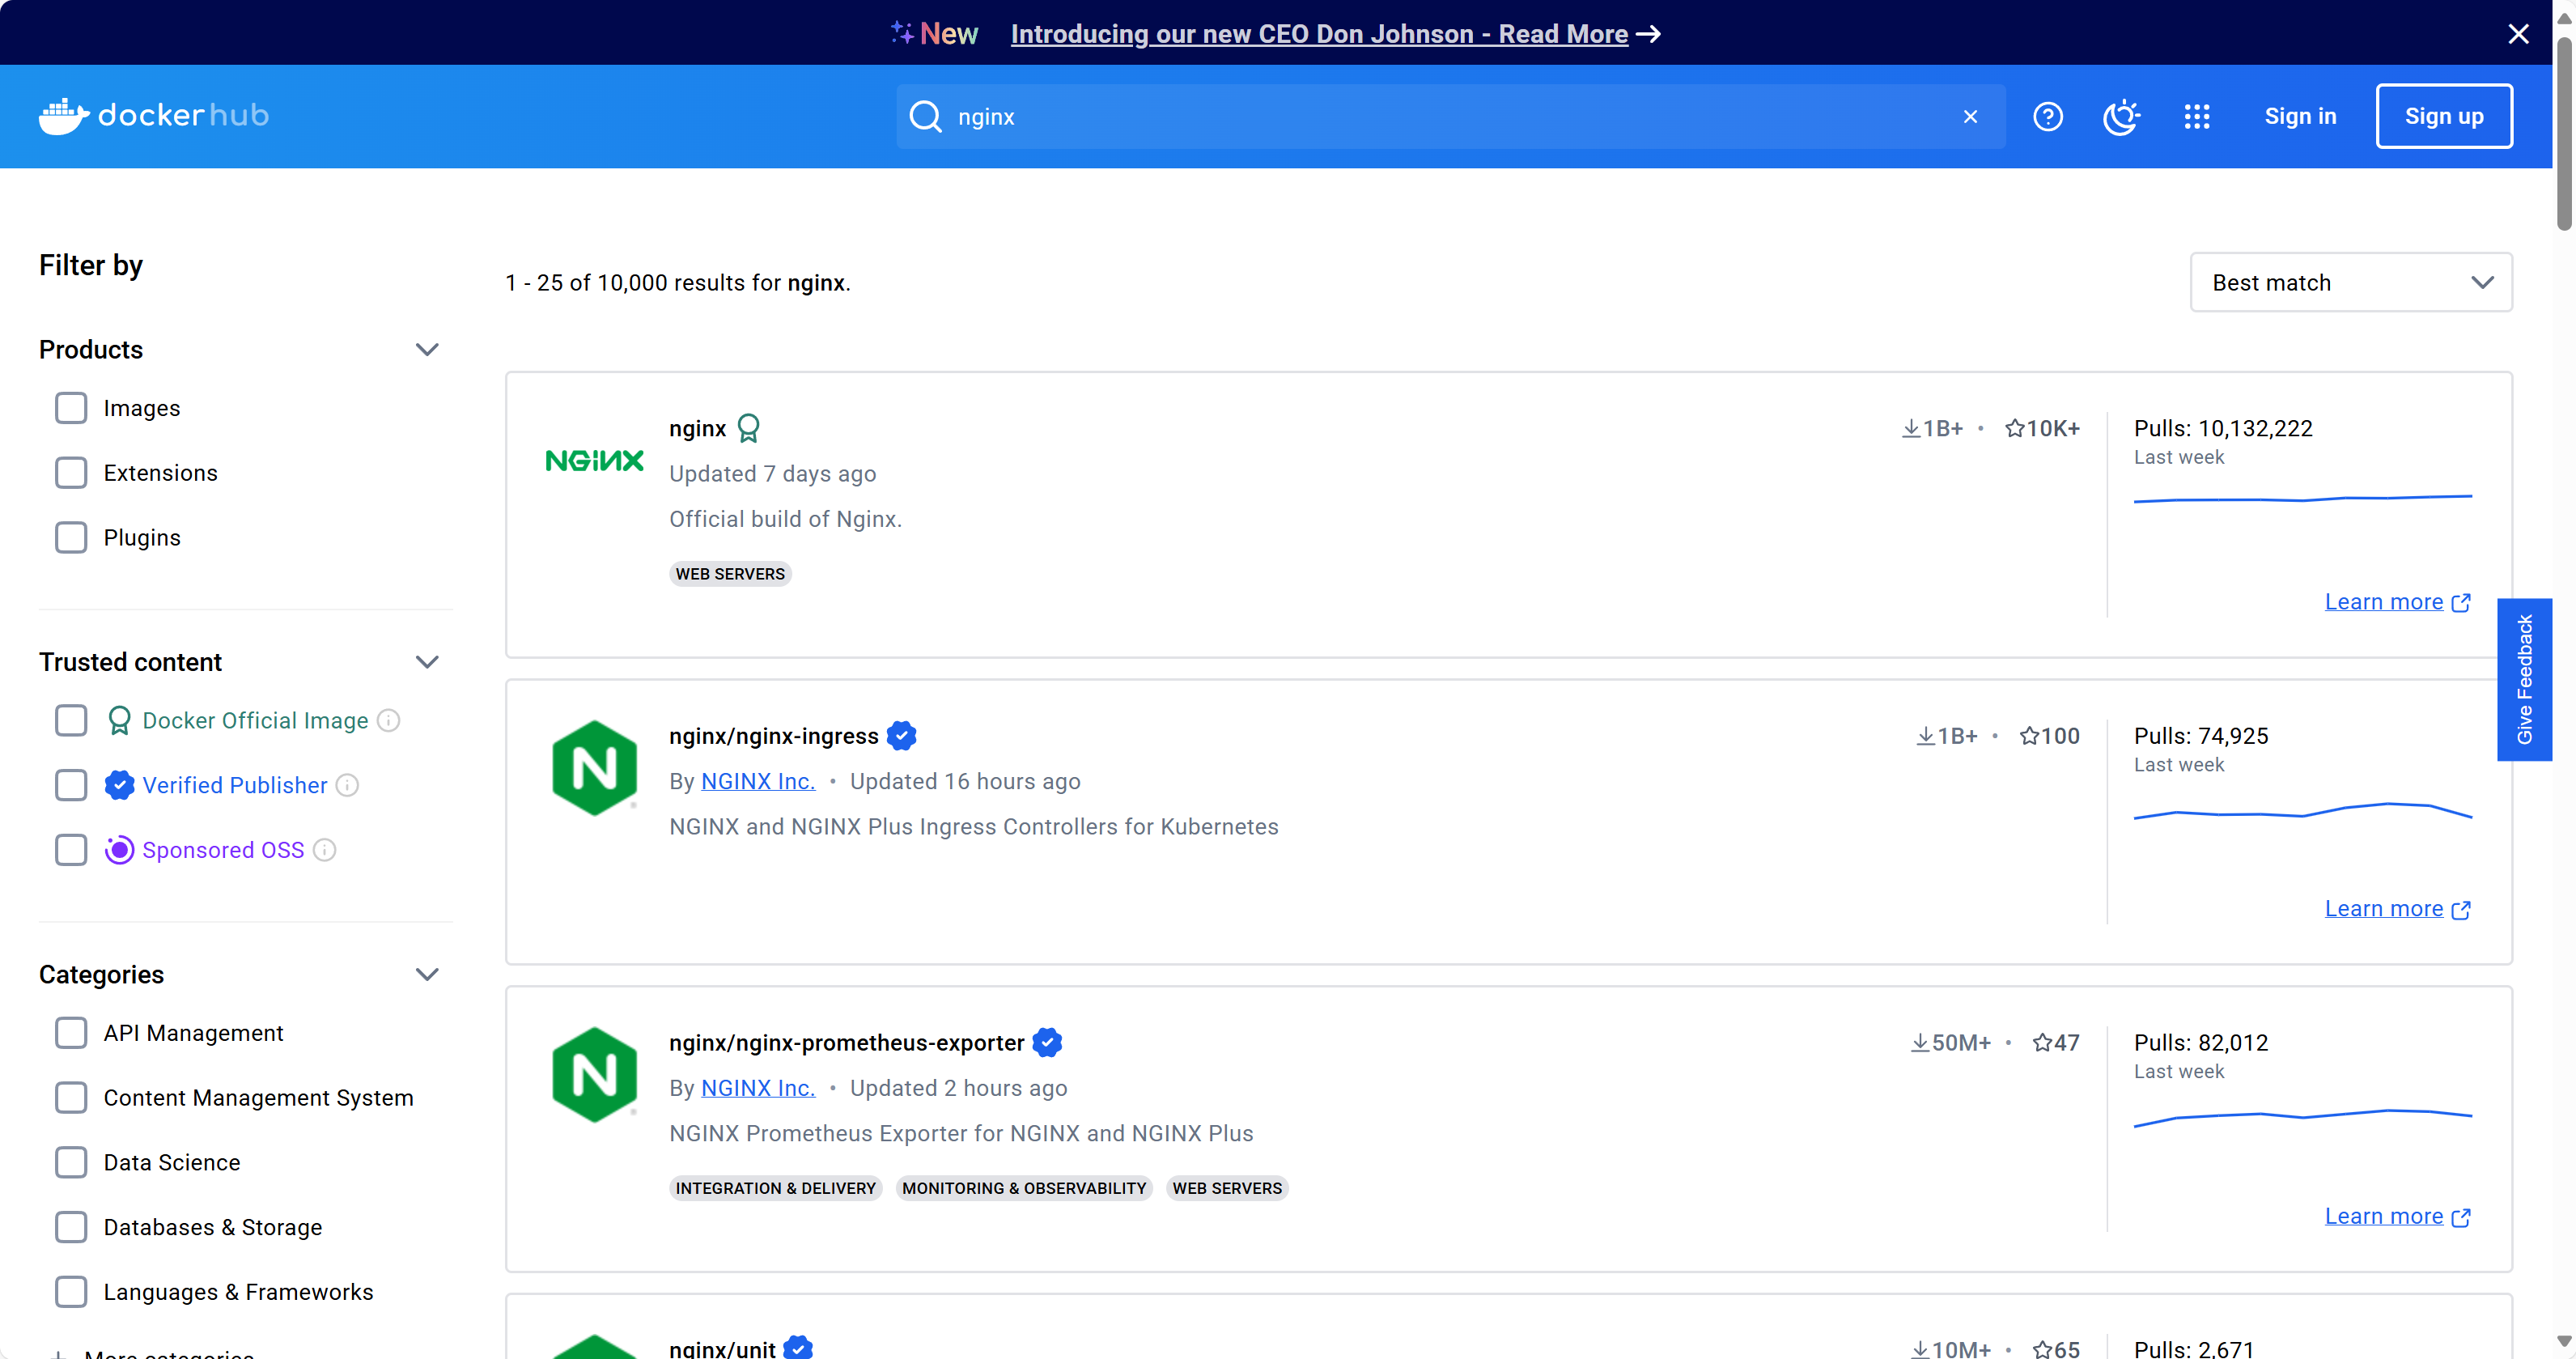 New Introducing our new CEO Don Johnson - Read More
dockerhub
nginx
Sign in
Sign up
Filter by
Products
Images
Extensions
Plugins
Trusted content
Docker Official Image
Verified Publisher
Sponsored OSS
Categories
API Management
Content Management System
Data Science
Databases & Storage
Languages & Frameworks
More categories
1 - 25 of 10,000 results for nginx.
Best match
NGINX
nginx
1B+ • 10K+
Updated 7 days ago
Official build of Nginx.
WEB SERVERS
Pulls: 10,132,222
Last week
Learn more
N
nginx/nginx-ingress
1B+ • 100
By NGINX Inc. • Updated 16 hours ago
NGINX and NGINX Plus Ingress Controllers for Kubernetes
Pulls: 74,925
Last week
Learn more
N
nginx/nginx-prometheus-exporter
50M+ • 47
By NGINX Inc. • Updated 2 hours ago
NGINX Prometheus Exporter for NGINX and NGINX Plus
INTEGRATION & DELIVERY MONITORING & OBSERVABILITY WEB SERVERS
Pulls: 82,012
Last week
Learn more
nginx/unit
10M+ • 65
Pulls: 2,671
Give Feedback